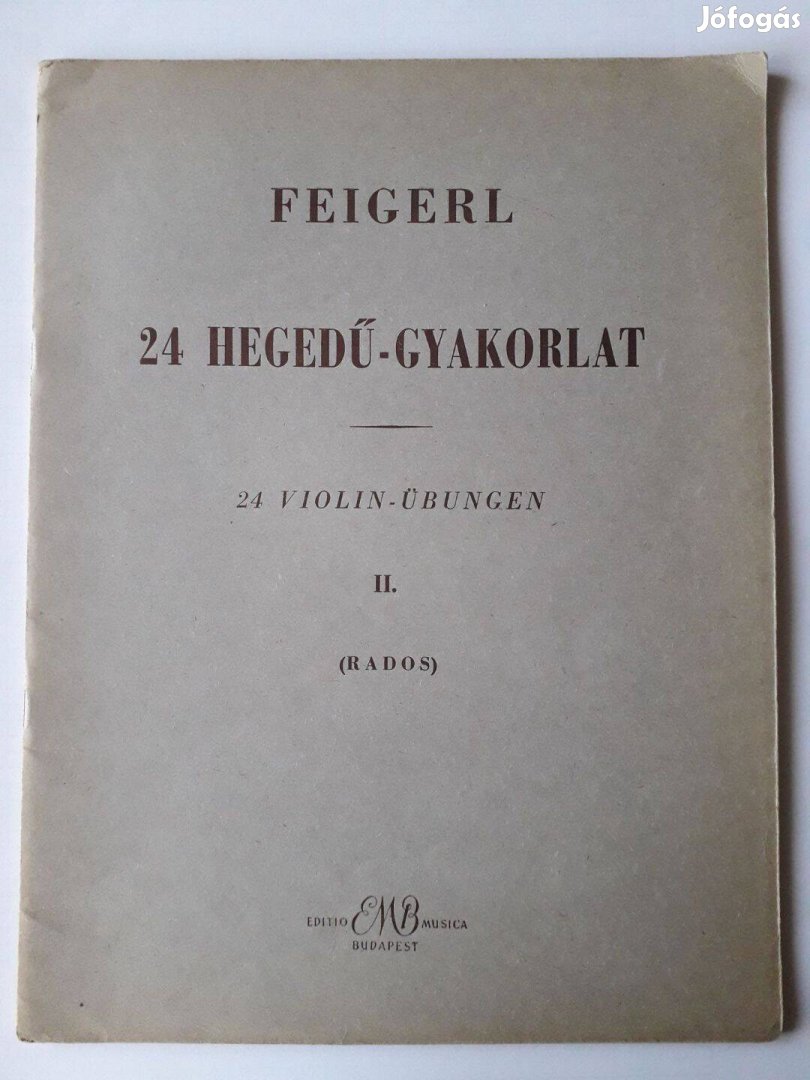 Jófogás
FEIGERL
24 HEGEDŰ-GYAKORLAT
24 VIOLIN-ÜBUNGEN
II.
(RADOS)
EDITIO EMB MUSICA
BUDAPEST